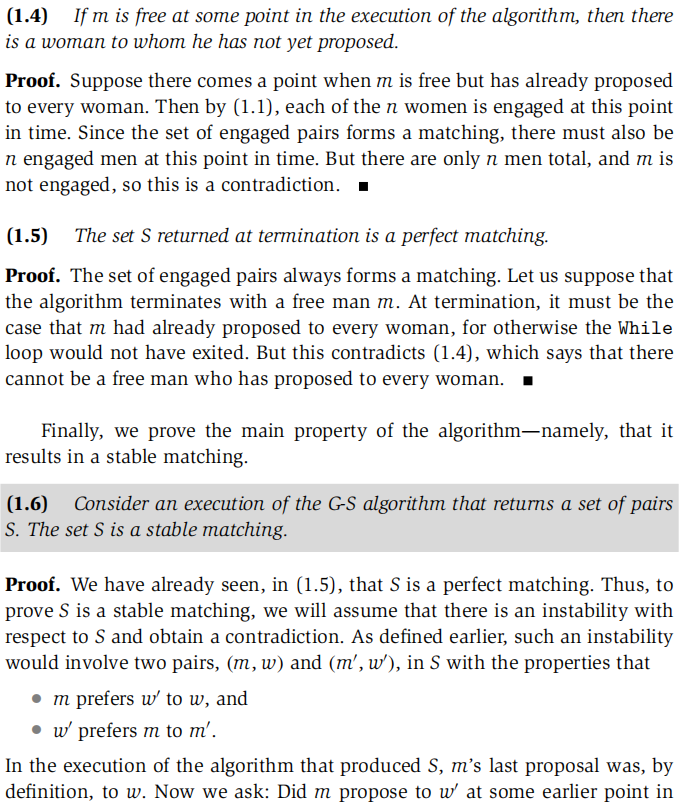 (1.4) If m is free at some point in the execution of the algorithm, then there
is a woman to whom he has not yet proposed.
Proof. Suppose there comes a point when m is free but has already proposed
to every woman. Then by (1.1), each of the n women is engaged at this point
in time. Since the set of engaged pairs forms a matching, there must also be
n engaged men at this point in time. But there are only n men total, and m is
not engaged, so this is a contradiction. ■
(1.5) The set S returned at termination is a perfect matching.
Proof. The set of engaged pairs always forms a matching. Let us suppose that
the algorithm terminates with a free man m. At termination, it must be the
case that m had already proposed to every woman, for otherwise the While
loop would not have exited. But this contradicts (1.4), which says that there
cannot be a free man who has proposed to every woman. ■
Finally, we prove the main property of the algorithm—namely, that it
results in a stable matching.
(1.6) Consider an execution of the G-S algorithm that returns a set of pairs
S. The set S is a stable matching.
Proof. We have already seen, in (1.5), that S is a perfect matching. Thus, to
prove S is a stable matching, we will assume that there is an instability with
respect to S and obtain a contradiction. As defined earlier, such an instability
would involve two pairs, (m, w) and (m′, w′), in S with the properties that
● m prefers w′ to w, and
● w′ prefers m to m′.
In the execution of the algorithm that produced S, m's last proposal was, by
definition, to w. Now we ask: Did m propose to w′ at some earlier point in